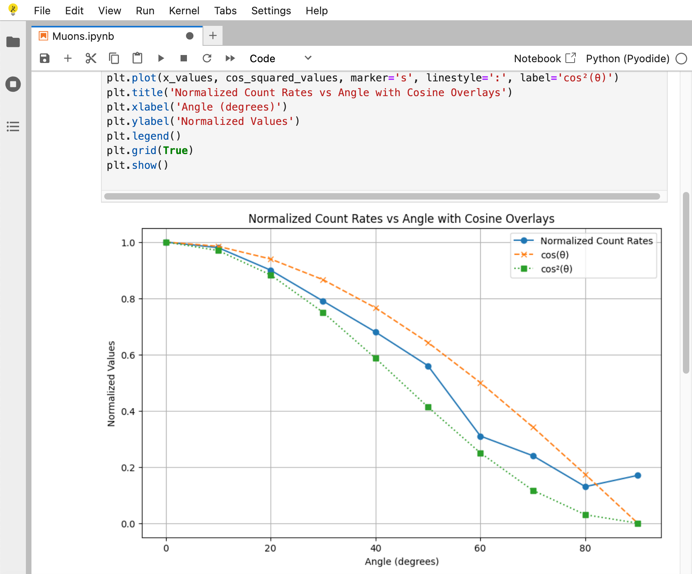 File Edit View Run Kernel Tabs Settings Help
Muons.ipynb
Code Notebook Python (Pyodide)
plt.plot(x_values, cos_squared_values, marker='s', linestyle=':', label='cos²(θ)')
plt.title('Normalized Count Rates vs Angle with Cosine Overlays')
plt.xlabel('Angle (degrees)')
plt.ylabel('Normalized Values')
plt.legend()
plt.grid(True)
plt.show()
Normalized Count Rates vs Angle with Cosine Overlays
Normalized Count Rates
cos(θ)
cos²(θ)
1.0
0.8
0.6
0.4
0.2
0.0
Normalized Values
0 20 40 60 80
Angle (degrees)